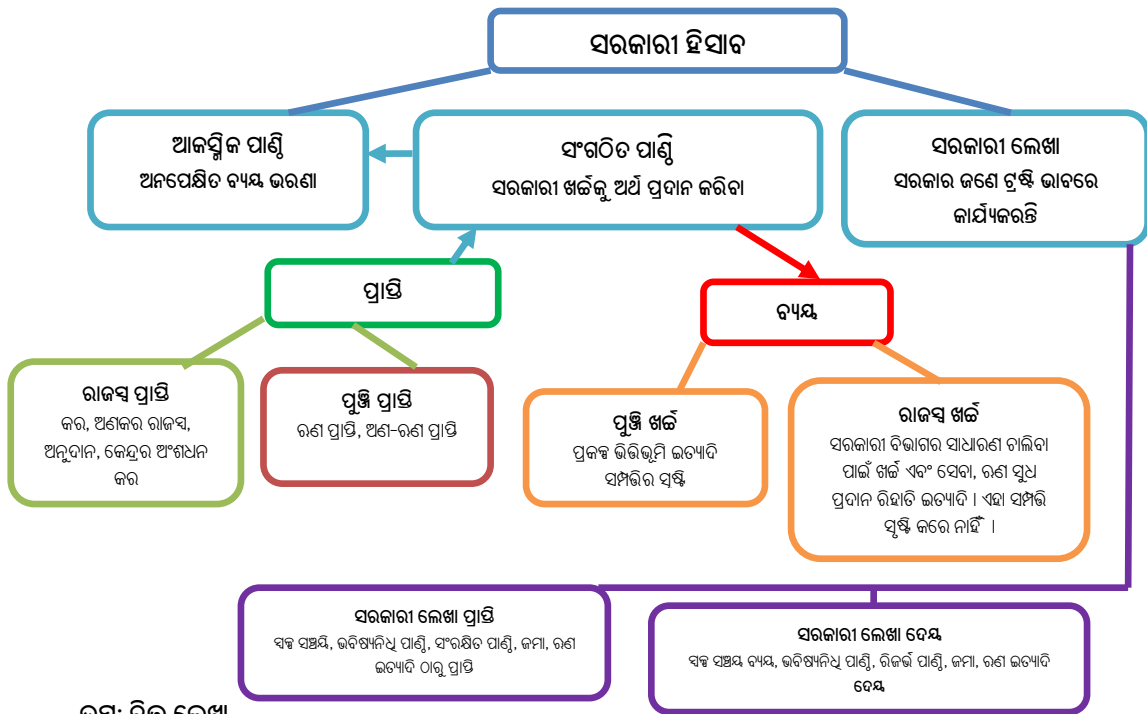 ସରକାରୀ ହିସାବ
ଆକସ୍ମିକ ପାଣ୍ଠି
ଅନପେକ୍ଷିତ ବ୍ୟୟ ଭରଣା
ସଂଗଠିତ ପାଣ୍ଠି
ସରକାରୀ ଖର୍ଚ୍ଚକୁ ଅର୍ଥ ପ୍ରଦାନ କରିବା
ସରକାରୀ ଲେଖା
ସରକାର ଜଣେ ଟ୍ରଷ୍ଟି ଭାବରେ
କାର୍ଯ୍ୟକରନ୍ତି
ପ୍ରାପ୍ତି
ବ୍ୟୟ
ରାଜସ୍ୱ ପ୍ରାପ୍ତି
କର, ଅଣକର ରାଜସ୍ୱ,
ଅନୁଦାନ, କେନ୍ଦ୍ରର ଅଂଶଧନ
କର
ପୁଞ୍ଜି ପ୍ରାପ୍ତି
ଋଣ ପ୍ରାପ୍ତି, ଅଣ-ଋଣ ପ୍ରାପ୍ତି
ପୁଞ୍ଜି ଖର୍ଚ୍ଚ
ପ୍ରକଳ୍ପ ଭିତ୍ତିଭୂମି ଇତ୍ୟାଦି
ସମ୍ପତ୍ତିର ସୃଷ୍ଟି
ରାଜସ୍ୱ ଖର୍ଚ୍ଚ
ସରକାରୀ ବିଭାଗର ସାଧାରଣ ଚାଲିବା
ପାଇଁ ଖର୍ଚ୍ଚ ଏବଂ ସେବା, ଋଣ ସୁଧ
ପ୍ରଦାନ ରିହାତି ଇତ୍ୟାଦି । ଏହା ସମ୍ପତ୍ତି
ସୃଷ୍ଟି କରେ ନାହିଁ ।
ସରକାରୀ ଲେଖା ପ୍ରାପ୍ତି
ସ୍ୱଳ୍ପ ସଞ୍ଚୟ, ଭବିଷ୍ୟନିଧି ପାଣ୍ଠି, ସଂରକ୍ଷିତ ପାଣ୍ଠି, ଜମା, ଋଣ
ଇତ୍ୟାଦି ଠାରୁ ପ୍ରାପ୍ତି
ସରକାରୀ ଲେଖା ଦେୟ
ସ୍ୱଳ୍ପ ସଞ୍ଚୟ ବ୍ୟୟ, ଭବିଷ୍ୟନିଧି ପାଣ୍ଠି, ରିଜର୍ଭ ପାଣ୍ଠି, ଜମା, ଋଣ ଇତ୍ୟାଦି
ଦେୟ